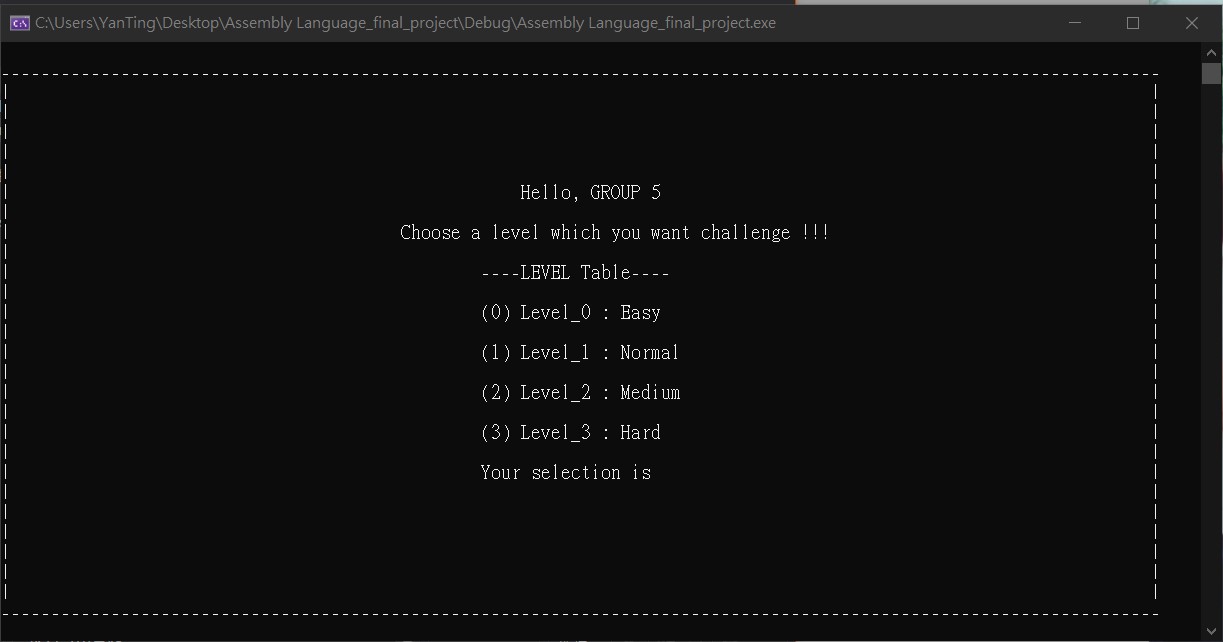 C:\Users\YanTing\Desktop\Assembly Language_final_project\Debug\Assembly Language_final_project.exe
Hello, GROUP 5
Choose a level which you want challenge !!!
----LEVEL Table----
(0) Level_0 : Easy
(1) Level_1 : Normal
(2) Level_2 : Medium
(3) Level_3 : Hard
Your selection is